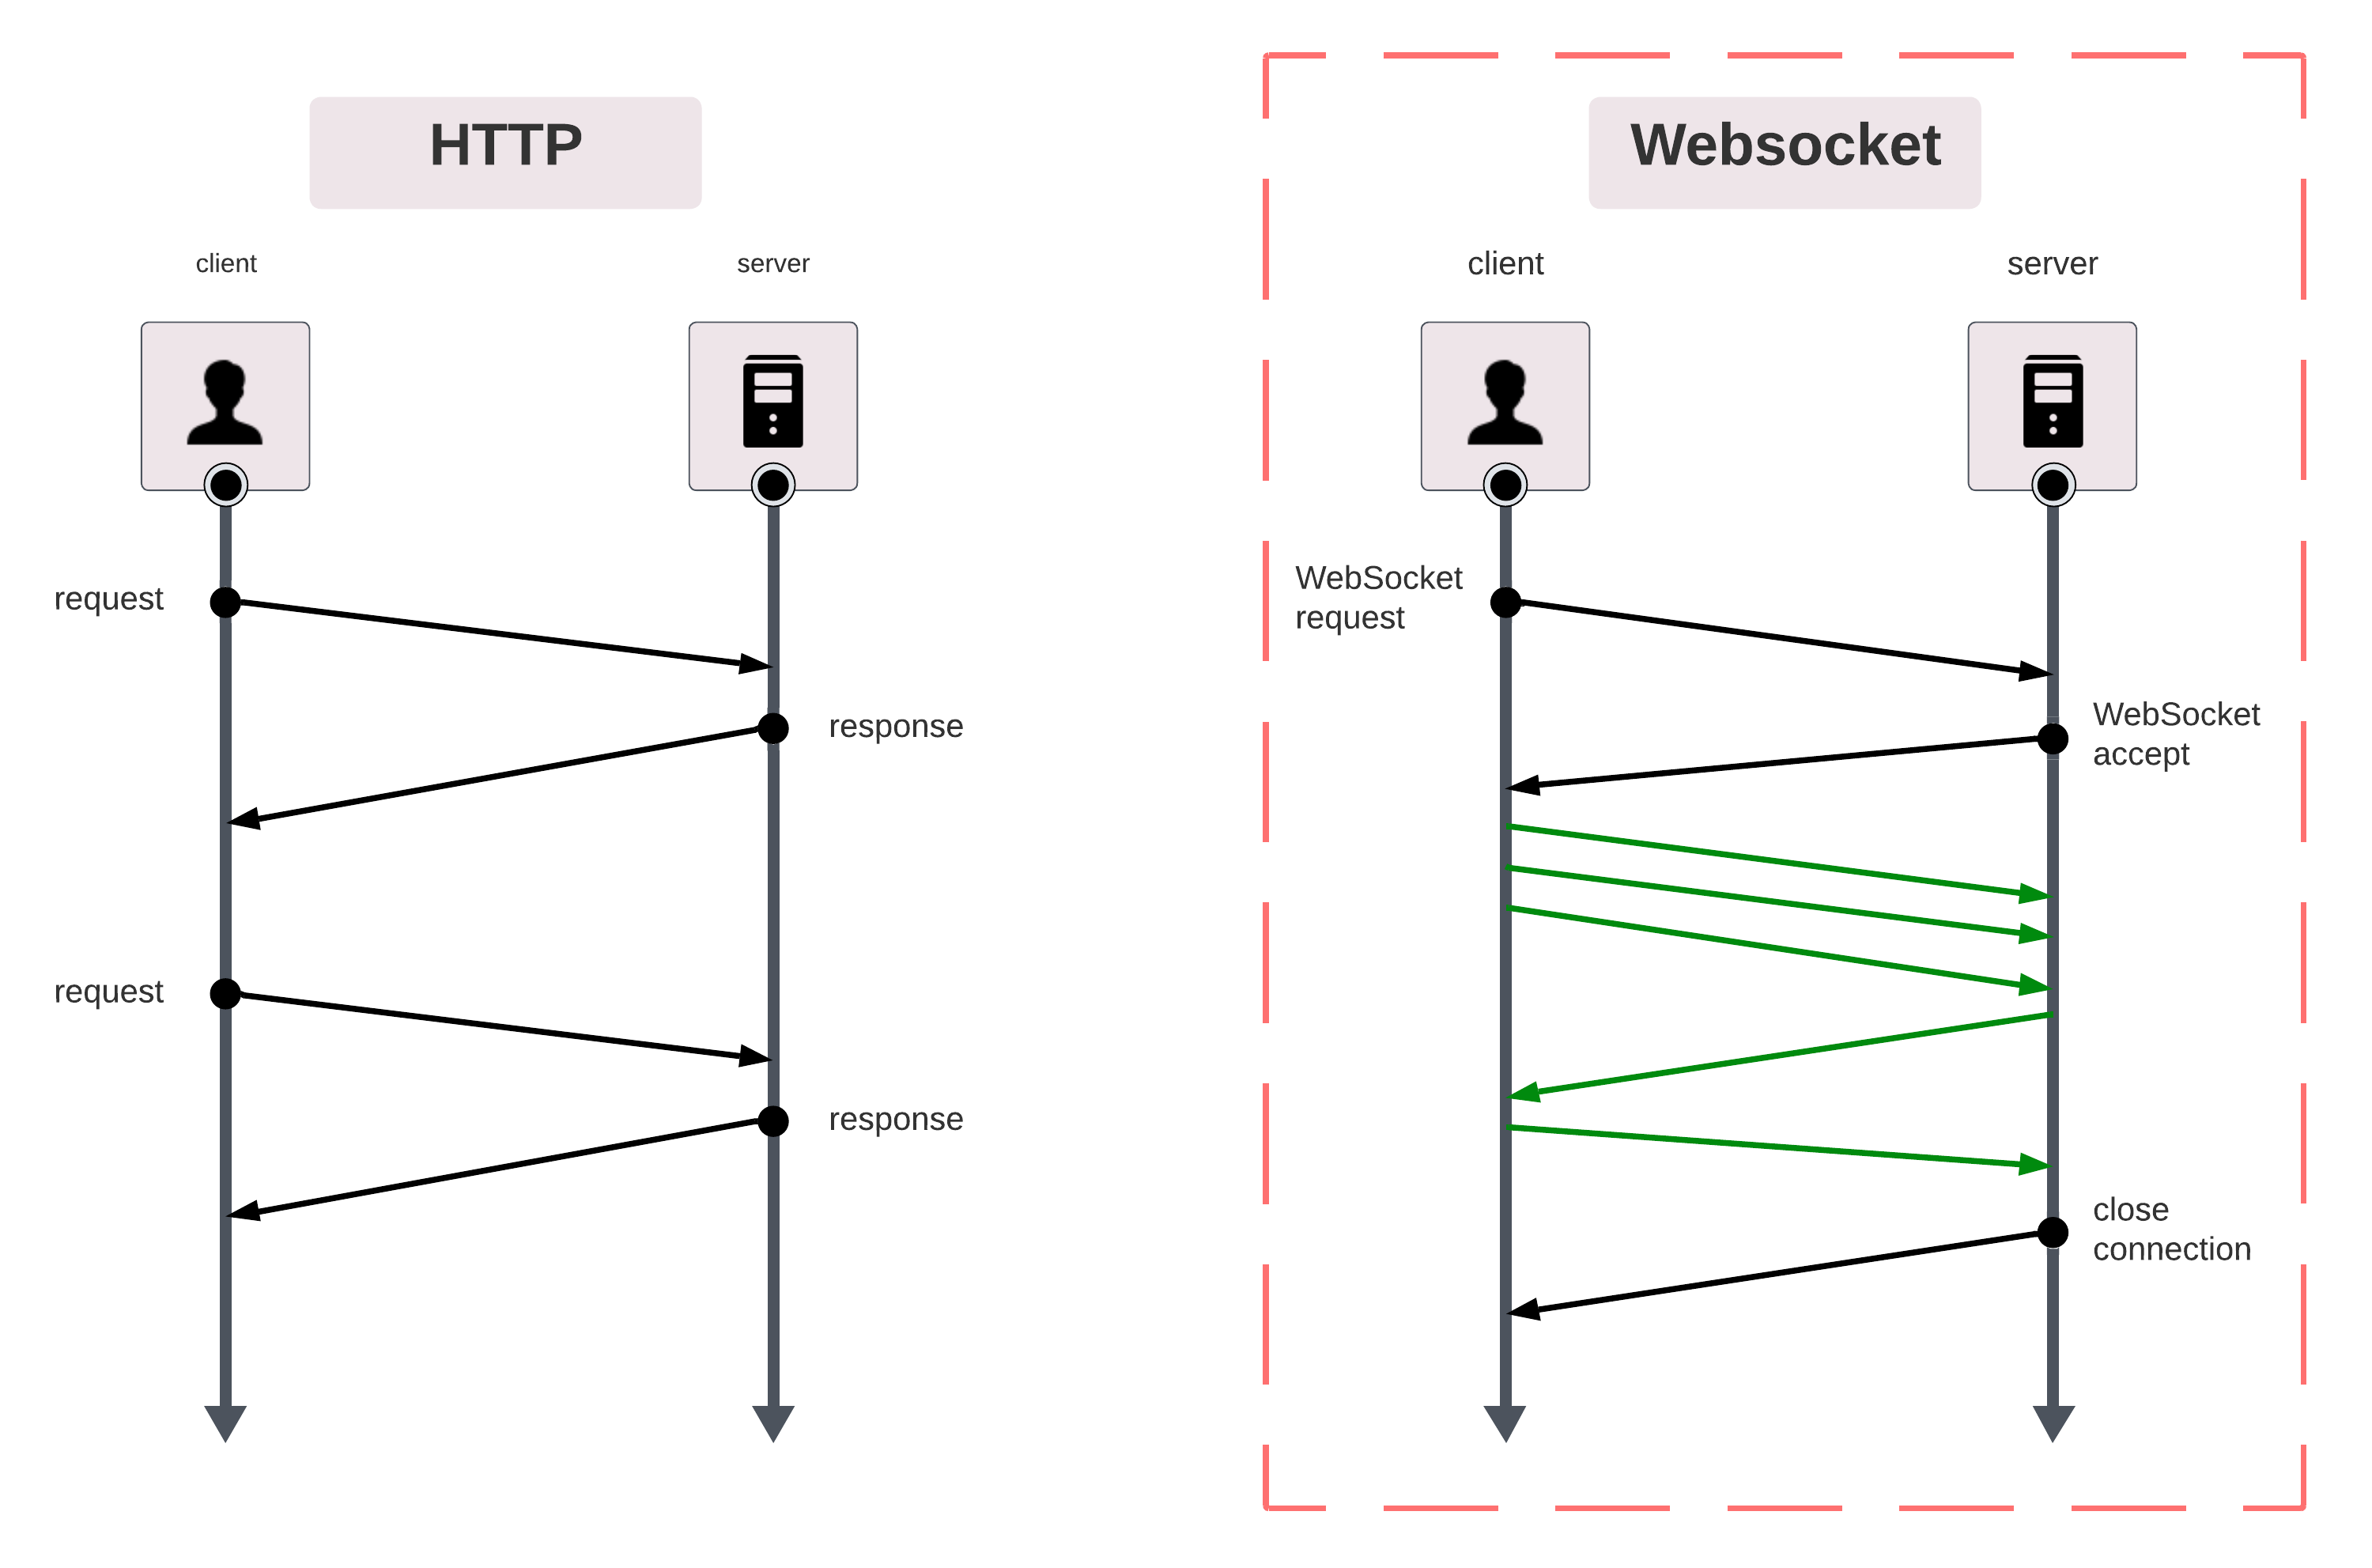 HTTP
client
server
request
response
request
response
Websocket
client
server
WebSocket
request
WebSocket
accept
close
connection